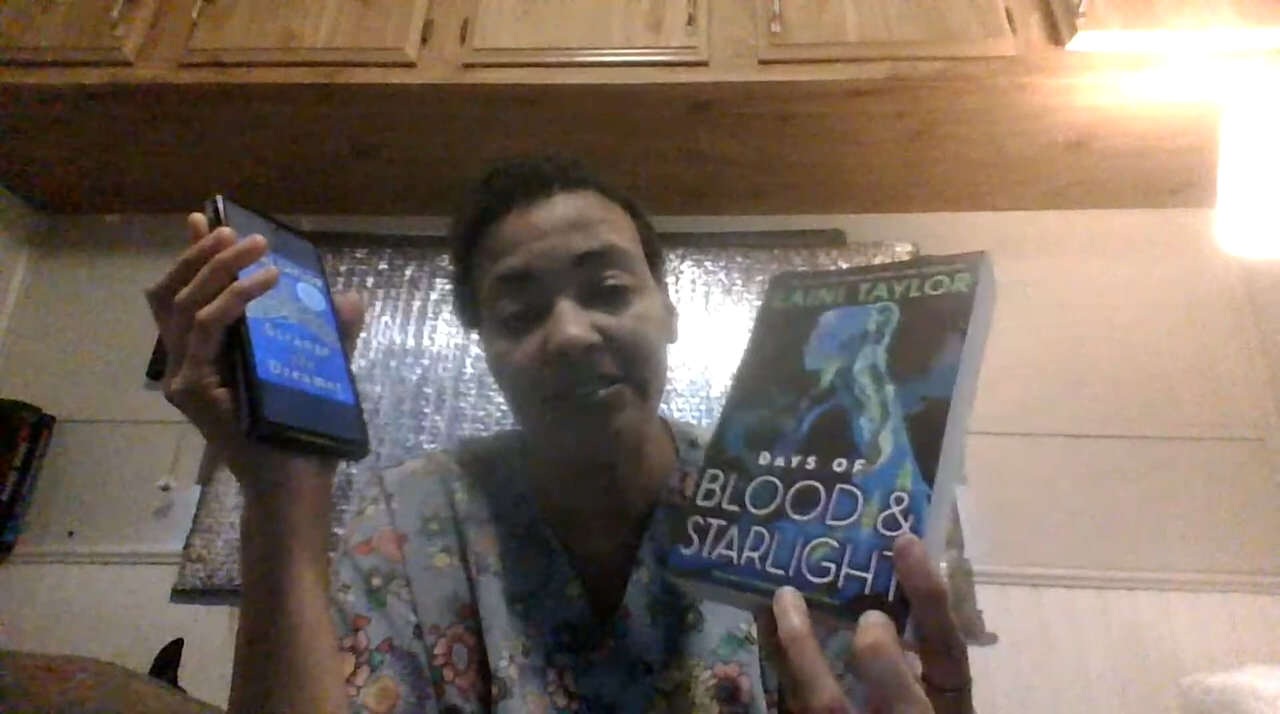 Strange
the
Dreamer
LAINI TAYLOR
DAYS OF
BLOOD &
STARLIGHT